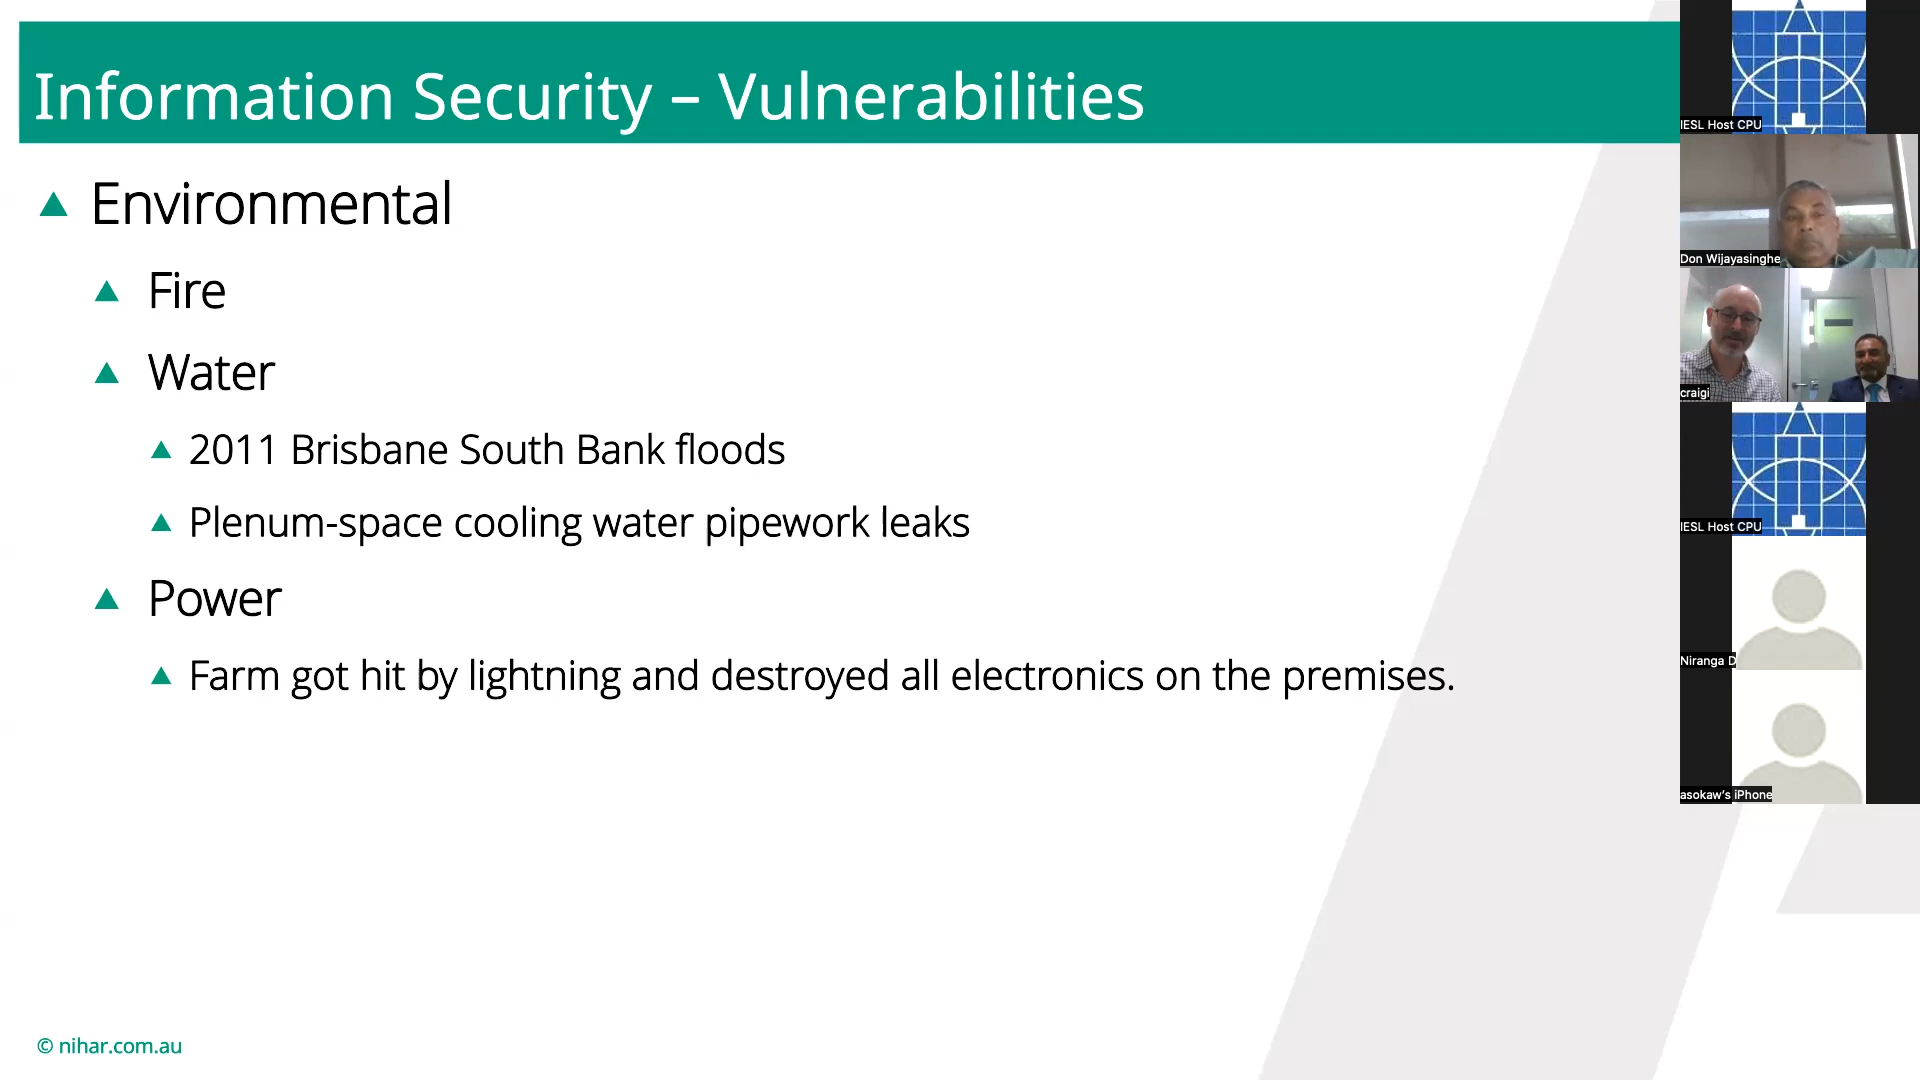 Information Security – Vulnerabilities
Environmental
Fire
Water
2011 Brisbane South Bank floods
Plenum-space cooling water pipework leaks
Power
Farm got hit by lightning and destroyed all electronics on the premises.
© nihar.com.au
IESL Host CPU
Don Wijayasinghe
craigi
IESL Host CPU
Niranga D
asokaw's iPhone